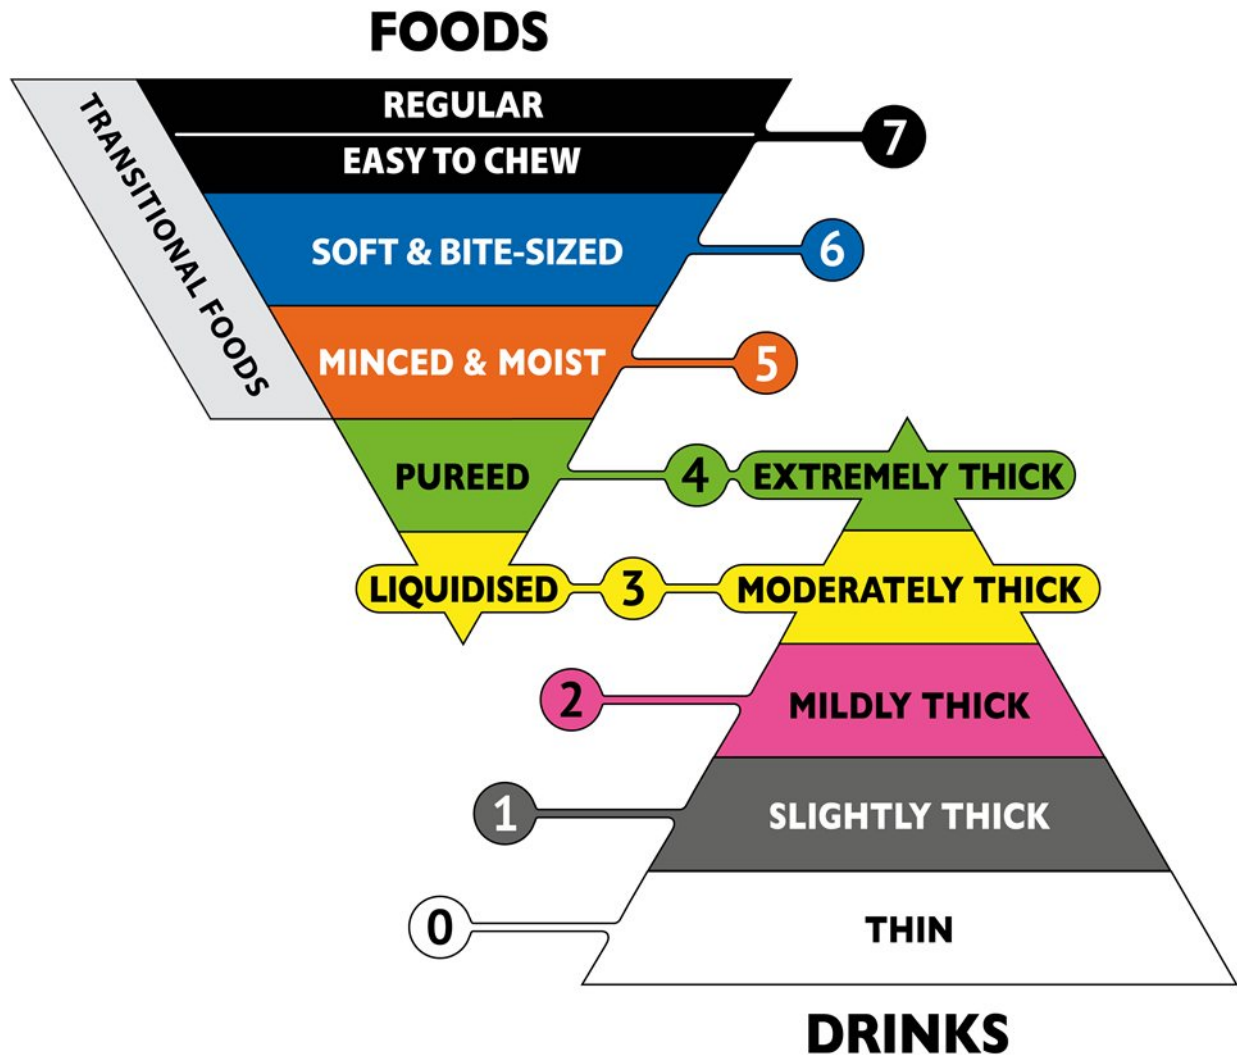 FOODS
TRANSITIONAL FOODS
REGULAR
7
EASY TO CHEW
SOFT & BITE-SIZED
6
MINCED & MOIST
5
PUREED
4
EXTREMELY THICK
LIQUIDISED
3
MODERATELY THICK
2
MILDLY THICK
1
SLIGHTLY THICK
0
THIN
DRINKS